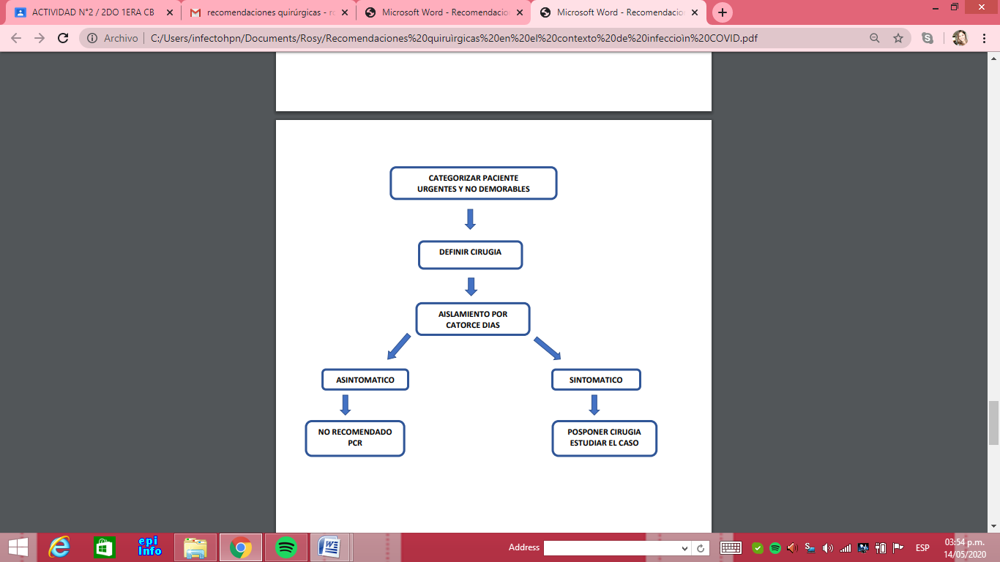 ACTIVIDAD N°2 / 2DO 1ERA CB
recomendaciones quirúrgicas - ro
Microsoft Word - Recomendacio
Microsoft Word - Recomendacio
Archivo
C:/Users/infectohpn/Documents/Rosy/Recomendaciones%20quiruìrgicas%20en%20el%20contexto%20de%20infeccioìn%20COVID.pdf
CATEGORIZAR PACIENTE
URGENTES Y NO DEMORABLES
DEFINIR CIRUGIA
AISLAMIENTO POR
CATORCE DIAS
ASINTOMATICO
SINTOMATICO
NO RECOMENDADO
PCR
POSPONER CIRUGIA
ESTUDIAR EL CASO
epi
Info
Address
ESP
03:54 p.m.
14/05/2020